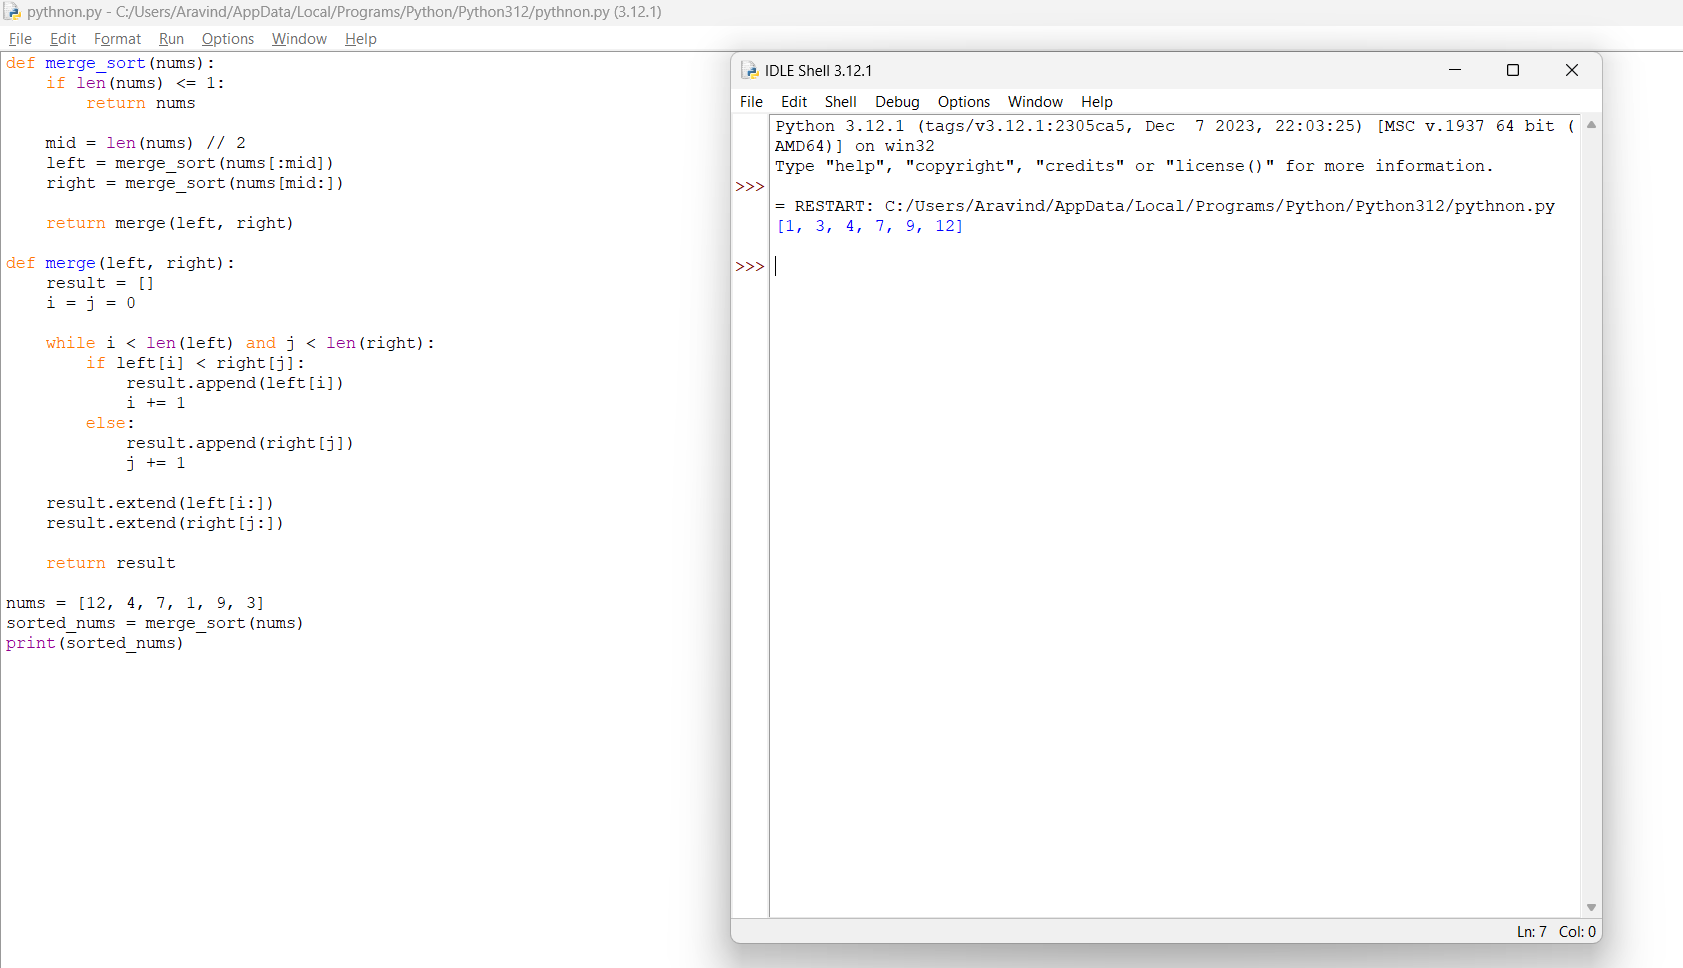 pythnon.py - C:/Users/Aravind/AppData/Local/Programs/Python/Python312/pythnon.py (3.12.1)
File Edit Format Run Options Window Help
def merge_sort(nums):
    if len(nums) <= 1:
        return nums

    mid = len(nums) // 2
    left = merge_sort(nums[:mid])
    right = merge_sort(nums[mid:])

    return merge(left, right)

def merge(left, right):
    result = []
    i = j = 0

    while i < len(left) and j < len(right):
        if left[i] < right[j]:
            result.append(left[i])
            i += 1
        else:
            result.append(right[j])
            j += 1

    result.extend(left[i:])
    result.extend(right[j:])

    return result

nums = [12, 4, 7, 1, 9, 3]
sorted_nums = merge_sort(nums)
print(sorted_nums)
IDLE Shell 3.12.1
File Edit Shell Debug Options Window Help
Python 3.12.1 (tags/v3.12.1:2305ca5, Dec  7 2023, 22:03:25) [MSC v.1937 64 bit (
AMD64)] on win32
Type "help", "copyright", "credits" or "license()" for more information.
>>>
= RESTART: C:/Users/Aravind/AppData/Local/Programs/Python/Python312/pythnon.py
[1, 3, 4, 7, 9, 12]
>>>
Ln: 7 Col: 0